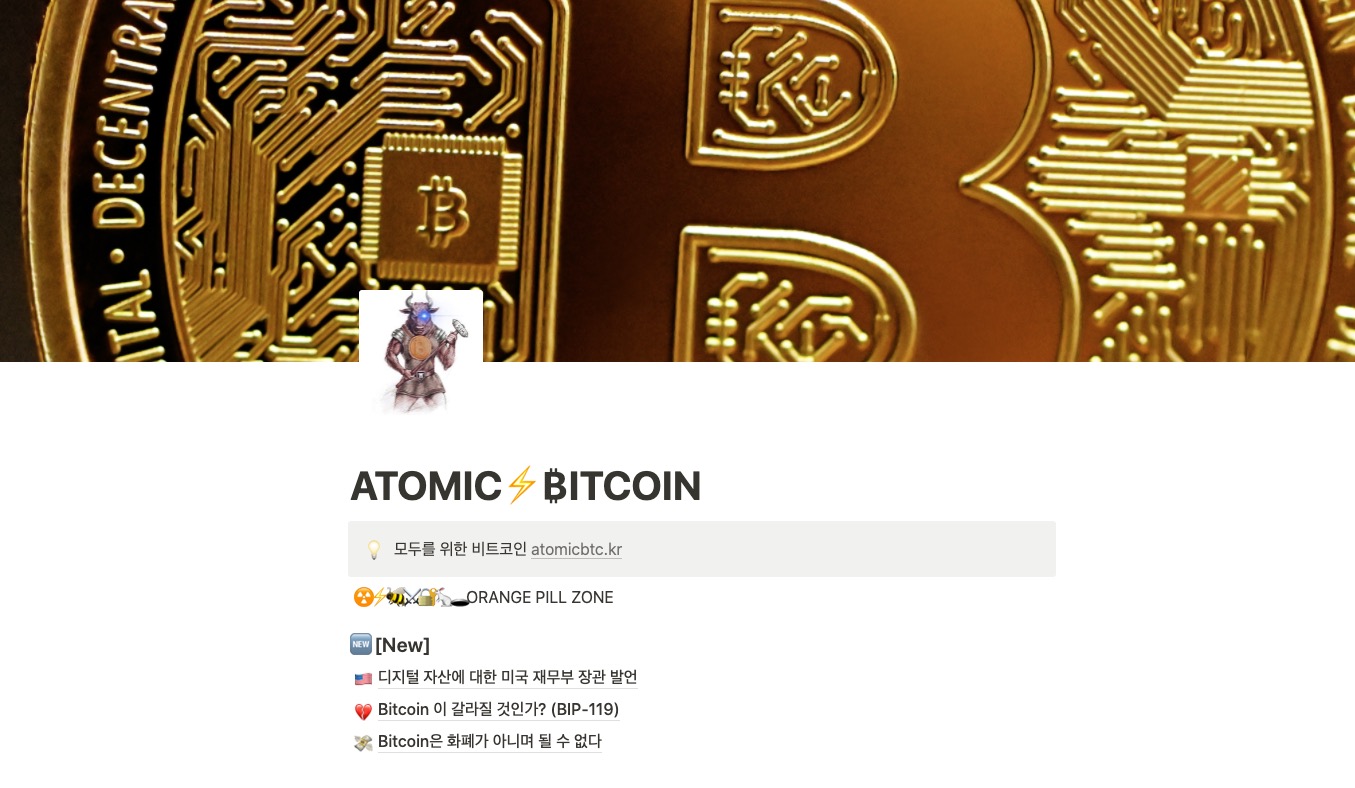 DECENTRA
ITAL
ATOMIC⚡₿ITCOIN
💡 모두를 위한 비트코인 atomicbtc.kr
ORANGE PILL ZONE
🆕[New]
🇺🇸 디지털 자산에 대한 미국 재무부 장관 발언
💔 Bitcoin 이 갈라질 것인가? (BIP-119)
💸 Bitcoin은 화폐가 아니며 될 수 없다